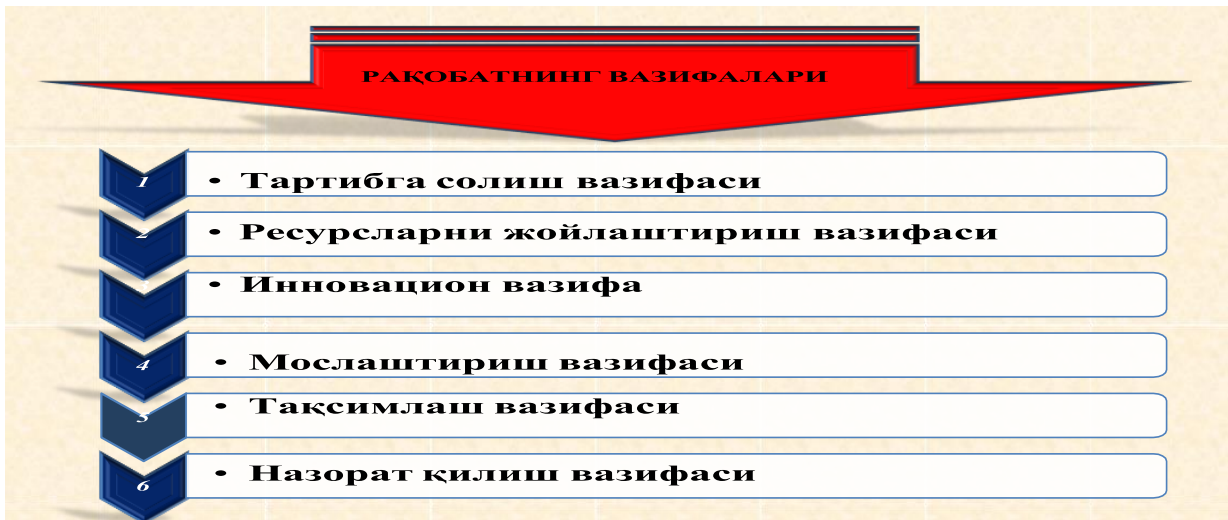 РАҚОБАТНИНГ ВАЗИФАЛАРИ
1
• Тартибга солиш вазифаси
2
• Ресурсларни жойлаштириш вазифаси
• Инновацион вазифа
4
• Мослаштириш вазифаси
5
• Тақсимлаш вазифаси
6
• Назорат қилиш вазифаси